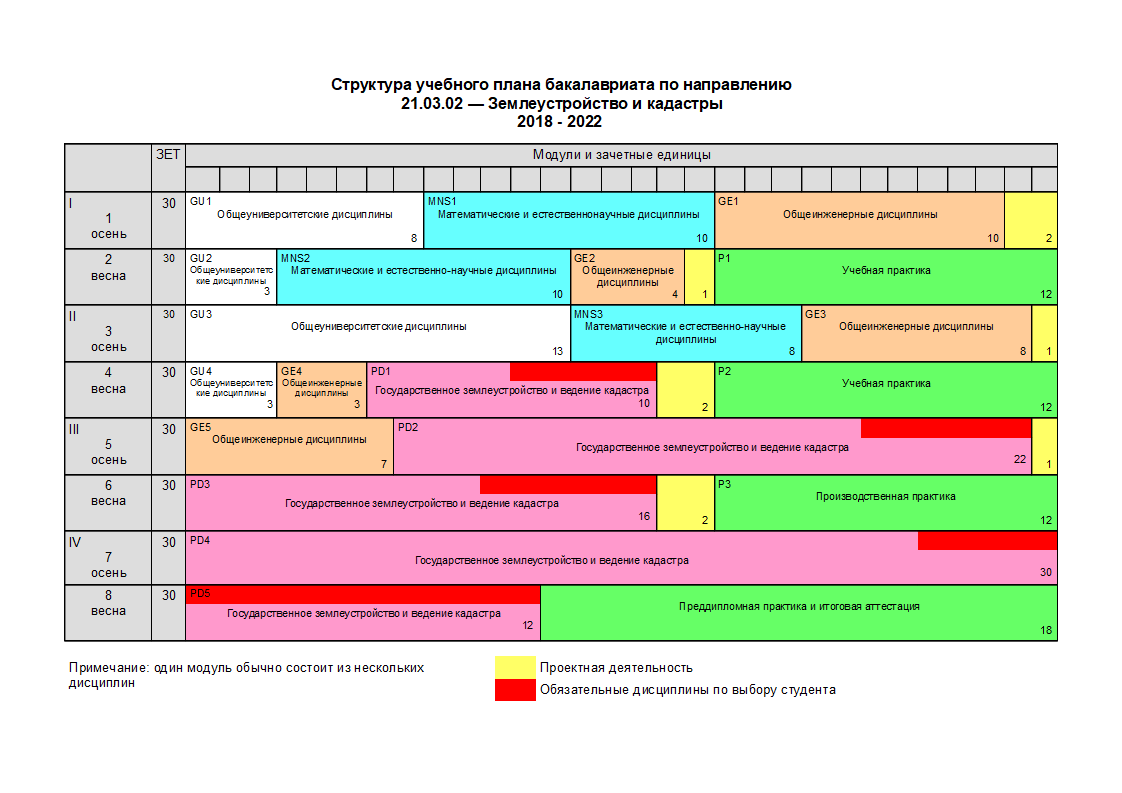 Структура учебного плана бакалавриата по направлению
21.03.02 — Землеустройство и кадастры
2018 - 2022
ЗЕТ
Модули и зачетные единицы
I
1
осень
30
GU1
Общеуниверситетские дисциплины
8
MNS1
Математические и естественнонаучные дисциплины
10
GE1
Общеинженерные дисциплины
10
2
2
весна
30
GU2
Общеуниверситетс
кие дисциплины
3
MNS2
Математические и естественно-научные дисциплины
10
GE2
Общеинженерные
дисциплины
4
1
P1
Учебная практика
12
II
3
осень
30
GU3
Общеуниверситетские дисциплины
13
MNS3
Математические и естественно-научные
дисциплины
8
GE3
Общеинженерные дисциплины
8
1
4
весна
30
GU4
Общеуниверситетс
кие дисциплины
3
GE4
Общеинженерные
дисциплины
3
PD1
Государственное землеустройство и ведение кадастра
10
2
P2
Учебная практика
12
III
5
осень
30
GE5
Общеинженерные дисциплины
7
PD2
Государственное землеустройство и ведение кадастра
22
1
6
весна
30
PD3
Государственное землеустройство и ведение кадастра
16
2
P3
Производственная практика
12
IV
7
осень
30
PD4
Государственное землеустройство и ведение кадастра
30
8
весна
30
PD5
Государственное землеустройство и ведение кадастра
12
Преддипломная практика и итоговая аттестация
18
Примечание: один модуль обычно состоит из нескольких
дисциплин
Проектная деятельность
Обязательные дисциплины по выбору студента